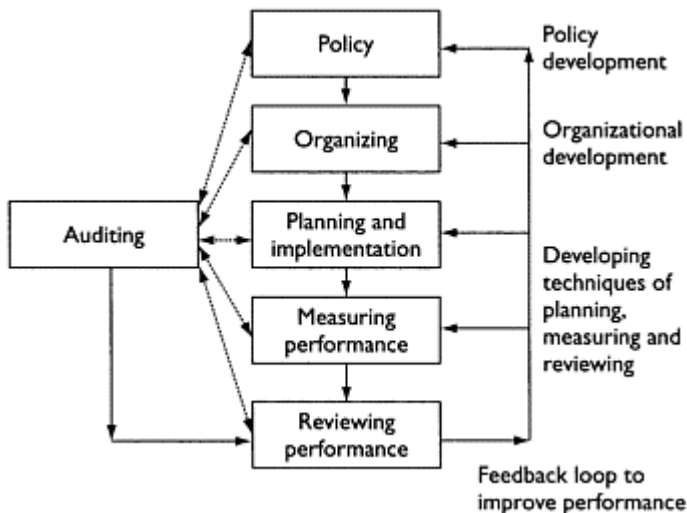 Policy
Policy
development
Organizing
Organizational
development
Auditing
Planning and
implementation
Developing
techniques of
planning,
measuring and
reviewing
Measuring
performance
Reviewing
performance
Feedback loop to
improve performance